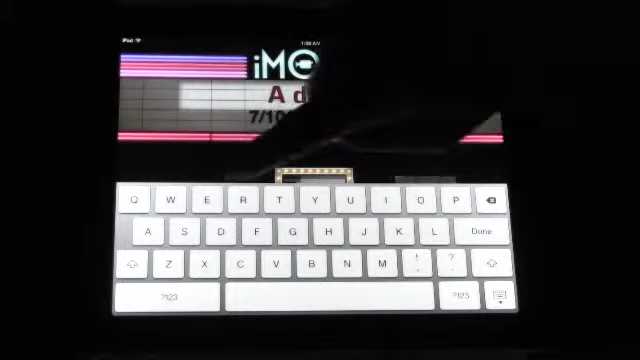 iPad
iMO
A d
7/10
Q W E R T Y U I O P
A S D F G H J K L Done
Z X C V B N M ! , ? .
?123 ?123